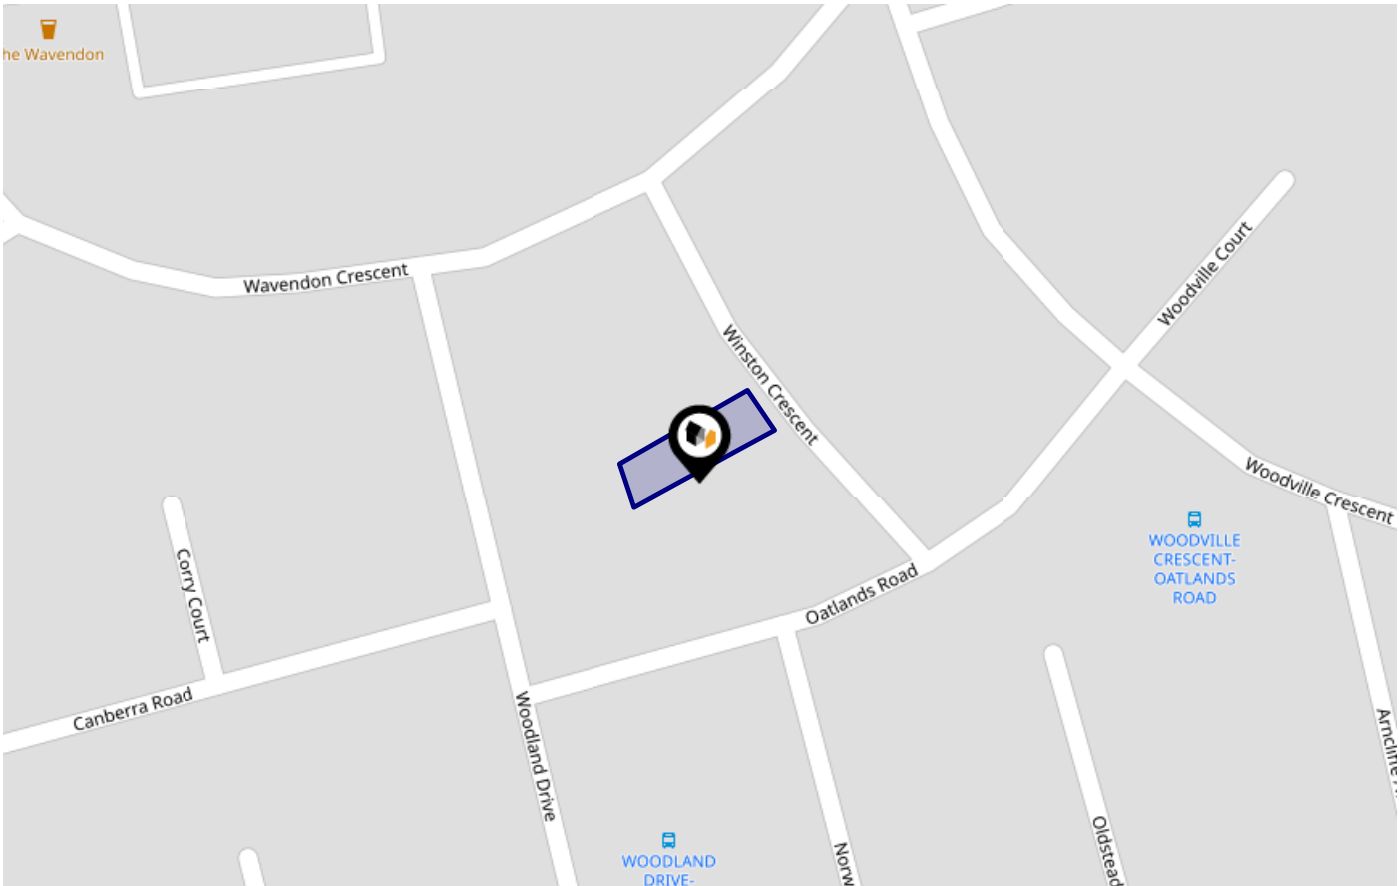 he Wavendon
Wavendon Crescent
Winston Crescent
Woodville Court
Woodville Crescent
WOODVILLE
CRESCENT-
OATLANDS
ROAD
Corry Court
Oatlands Road
Canberra Road
Woodland Drive
Arncliffe A
Oldstead
Norw
WOODLAND
DRIVE-